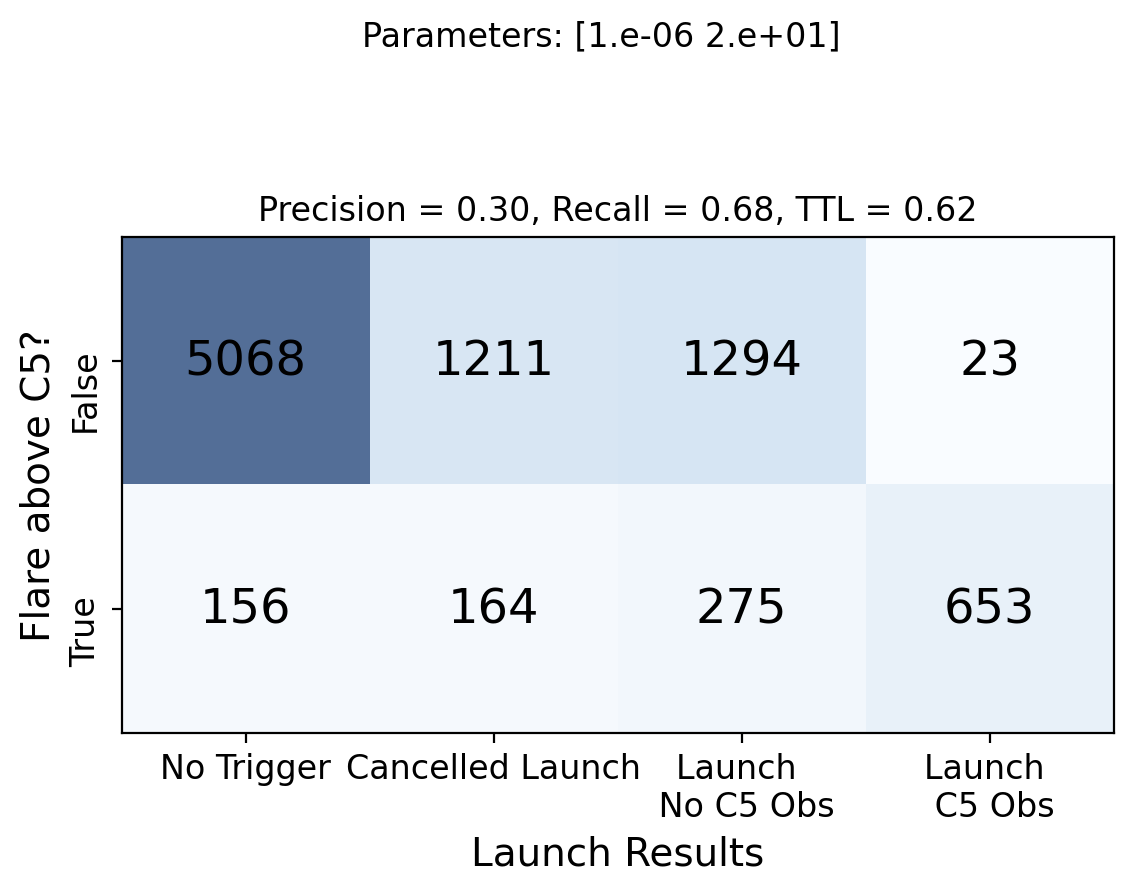 Parameters: [1.e-06 2.e+01]
Precision = 0.30, Recall = 0.68, TTL = 0.62
Flare above C5?
False
5068 1211 1294 23
True
156 164 275 653
No Trigger Cancelled Launch Launch Launch
No C5 Obs C5 Obs
Launch Results